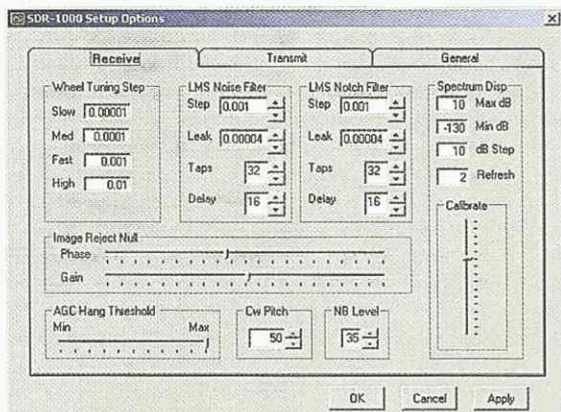 SDR-1000 Setup Options
Receive Transmit General
Wheel Tuning Step
Slow 0.00001
Med 0.0001
Fast 0.001
High 0.01
LMS Noise Filter
Step 0.001
Leak 0.00004
Taps 32
Delay 16
LMS Notch Filter
Step 0.001
Leak 0.00004
Taps 32
Delay 16
Spectrum Disp
10 Max dB
-130 Min dB
10 dB Step
2 Refresh
Calibrate
Image Reject Null
Phase
Gain
AGC Hang Threshold
Min Max
Cw Pitch
50
NB Level
35
OK Cancel Apply